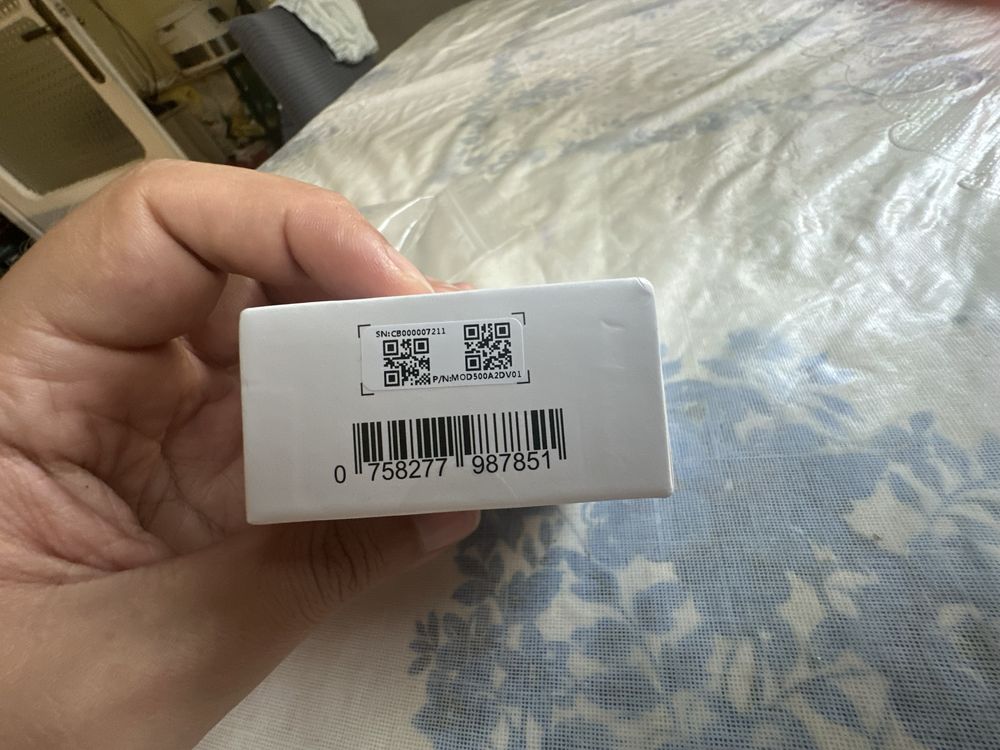 SN:CB000007211
P/N:MOD500A2DV01
0 758277 987851